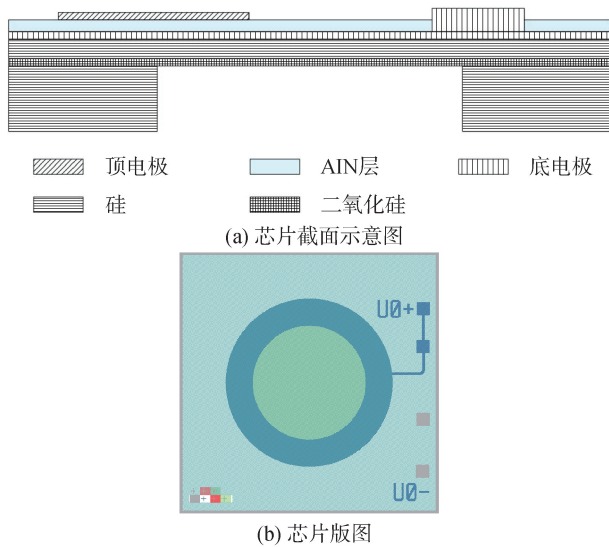 顶电极 AIN层 底电极
硅 二氧化硅
(a) 芯片截面示意图
U0+
U0-
(b) 芯片版图